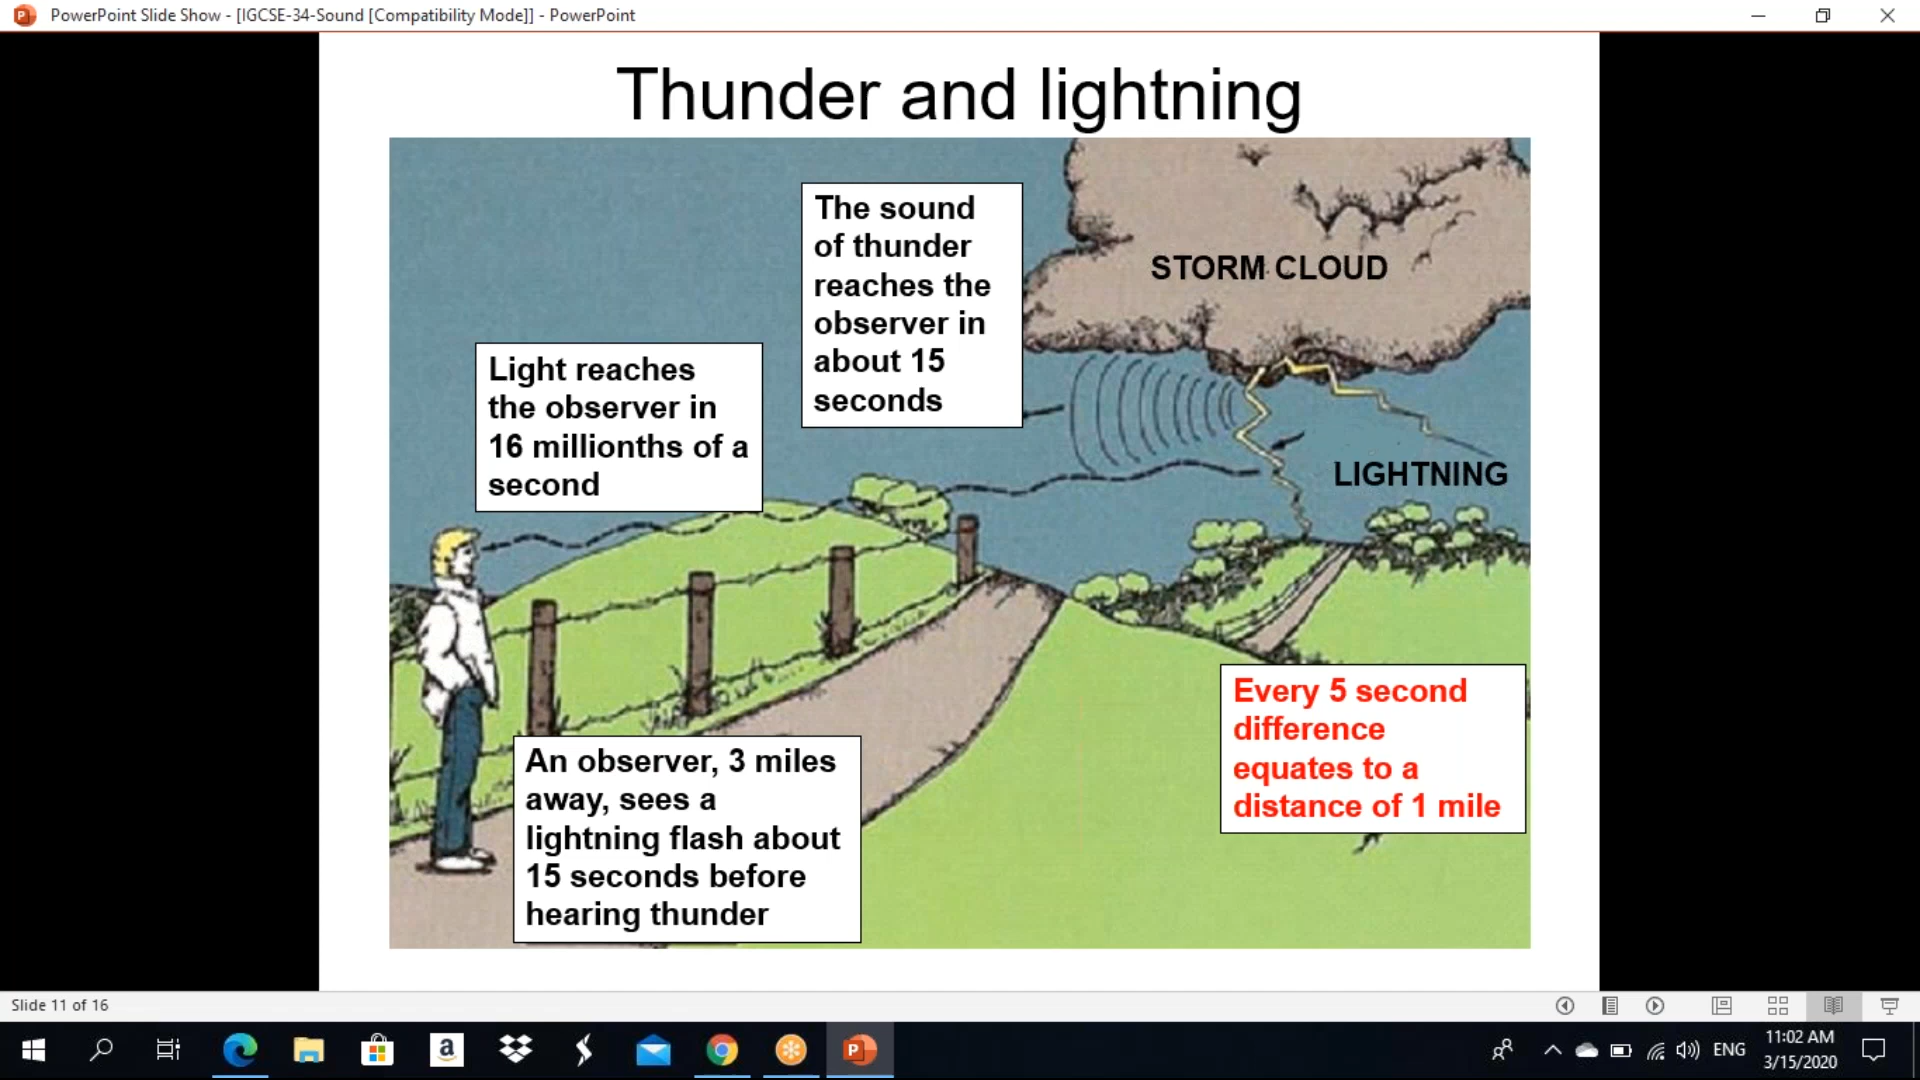 PowerPoint Slide Show - [IGCSE-34-Sound [Compatibility Mode]] - PowerPoint
Thunder and lightning
The sound
of thunder
reaches the
observer in
about 15
seconds
STORM CLOUD
Light reaches
the observer in
16 millionths of a
second
LIGHTNING
An observer, 3 miles
away, sees a
lightning flash about
15 seconds before
hearing thunder
Every 5 second
difference
equates to a
distance of 1 mile
Slide 11 of 16
ENG
11:02 AM
3/15/2020